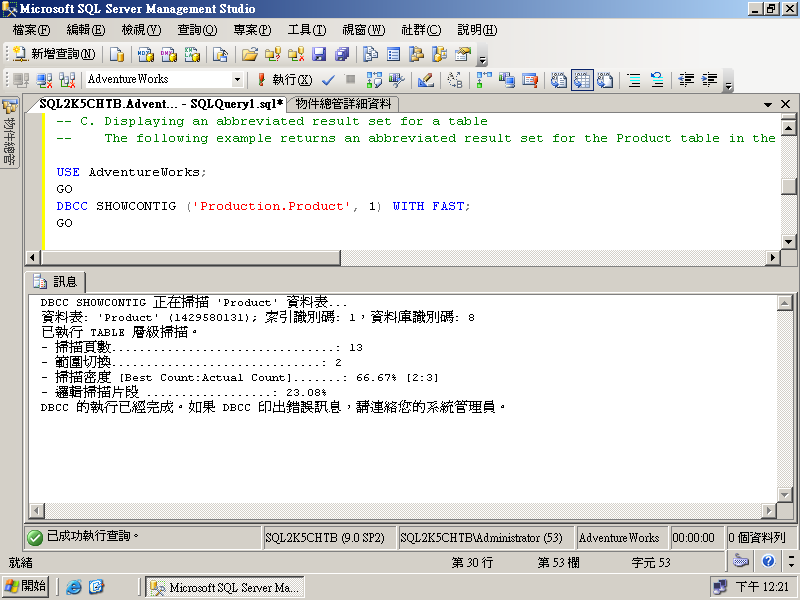 Microsoft SQL Server Management Studio
檔案(F) 編輯(E) 檢視(V) 查詢(Q) 專案(P) 工具(T) 視窗(W) 社群(C) 說明(H)
新增查詢(N)
AdventureWorks 執行(X)
物件總管
SQL2K5CHTB.Advent... - SQLQuery1.sql* 物件總管詳細資料
-- C. Displaying an abbreviated result set for a table
-- The following example returns an abbreviated result set for the Product table in the
USE AdventureWorks;
GO
DBCC SHOWCONTIG ('Production.Product', 1) WITH FAST;
GO
訊息
DBCC SHOWCONTIG 正在掃描 'Product' 資料表...
資料表: 'Product' (1429580131); 索引識別碼: 1，資料庫識別碼: 8
已執行 TABLE 層級掃描。
- 掃描頁數................................: 13
- 範圍切換..............................: 2
- 掃描密度 [Best Count:Actual Count].......: 66.67% [2:3]
- 邏輯掃描片段 ..................: 23.08%
DBCC 的執行已經完成。如果 DBCC 印出錯誤訊息，請連絡您的系統管理員。
已成功執行查詢。 SQL2K5CHTB (9.0 SP2) SQL2K5CHTB\Administrator (53) AdventureWorks 00:00:00 0 個資料列
就緒 第 30 行 第 53 欄 字元 53
開始 Microsoft SQL Server Ma... 下午 12:21